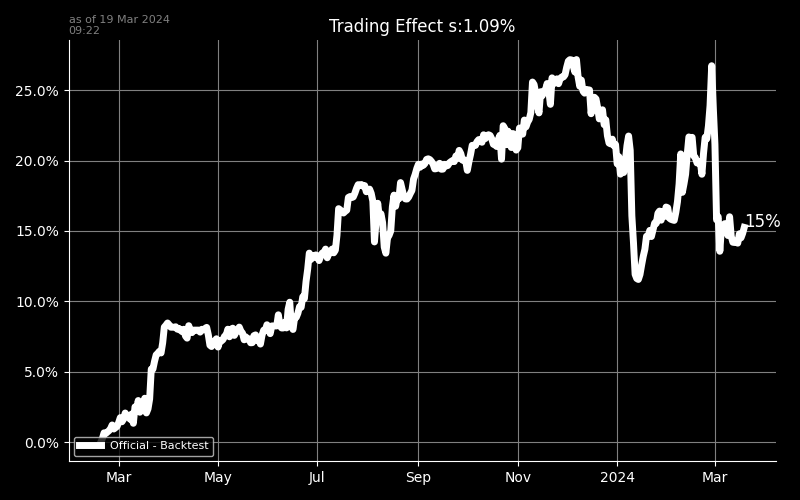 as of 19 Mar 2024
09:22
Trading Effect s:1.09%
25.0%
20.0%
15.0%
10.0%
5.0%
0.0%
15%
Official - Backtest
Mar May Jul Sep Nov 2024 Mar